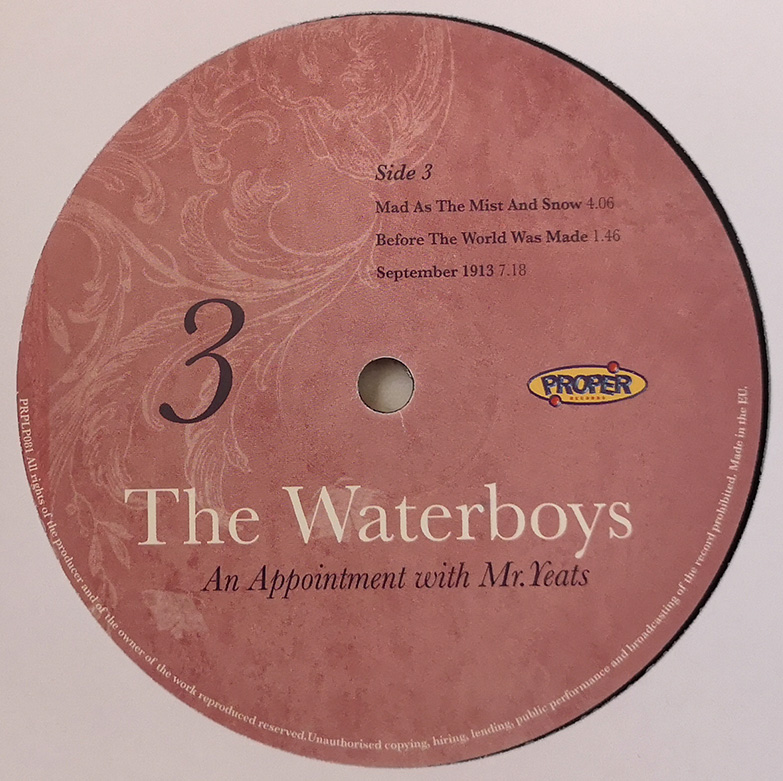 Side 3
Mad As The Mist And Snow 4.06
Before The World Was Made 1.46
September 1913 7.18
3
PROPER
RECORDS
The Waterboys
An Appointment with Mr.Yeats
PRPLP081 All rights of the producer and of the owner of the work reproduced reserved.Unauthorised copying, hiring, lending, public performance and broadcasting of the record prohibited. Made in the EU.